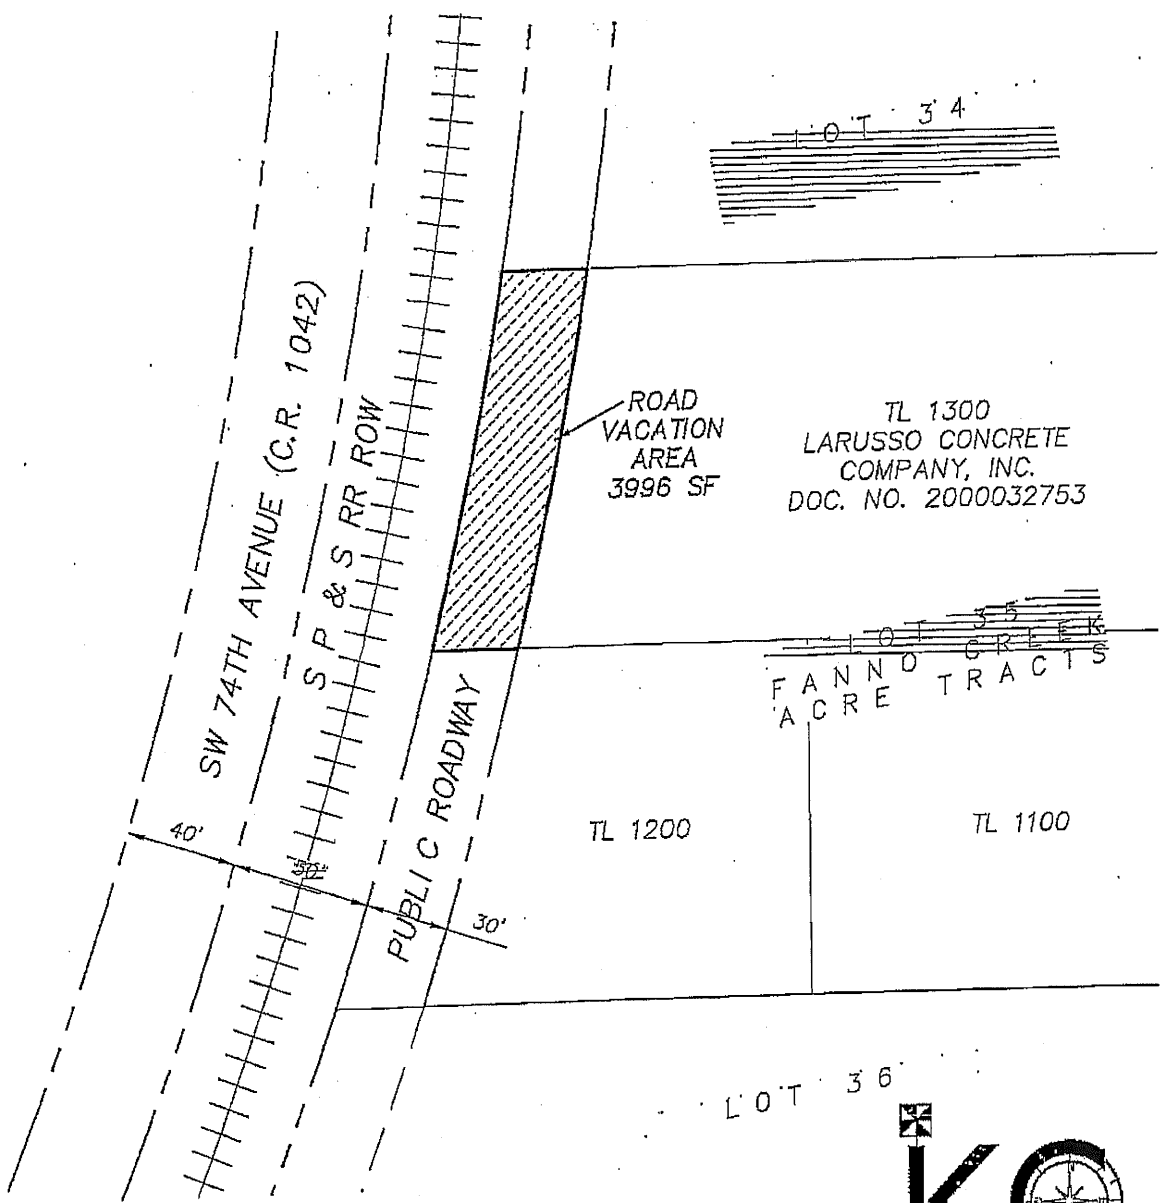 LOT 34
SW 74TH AVENUE (C.R. 1042)
S P & S RR ROW
ROAD
VACATION
AREA
3996 SF
TL 1300
LARUSSO CONCRETE
COMPANY, INC.
DOC. NO. 2000032753
LOT 35
FANNO CREEK
ACRE TRACTS
PUBLIC ROADWAY
TL 1200
TL 1100
40'
50'
30'
LOT 36